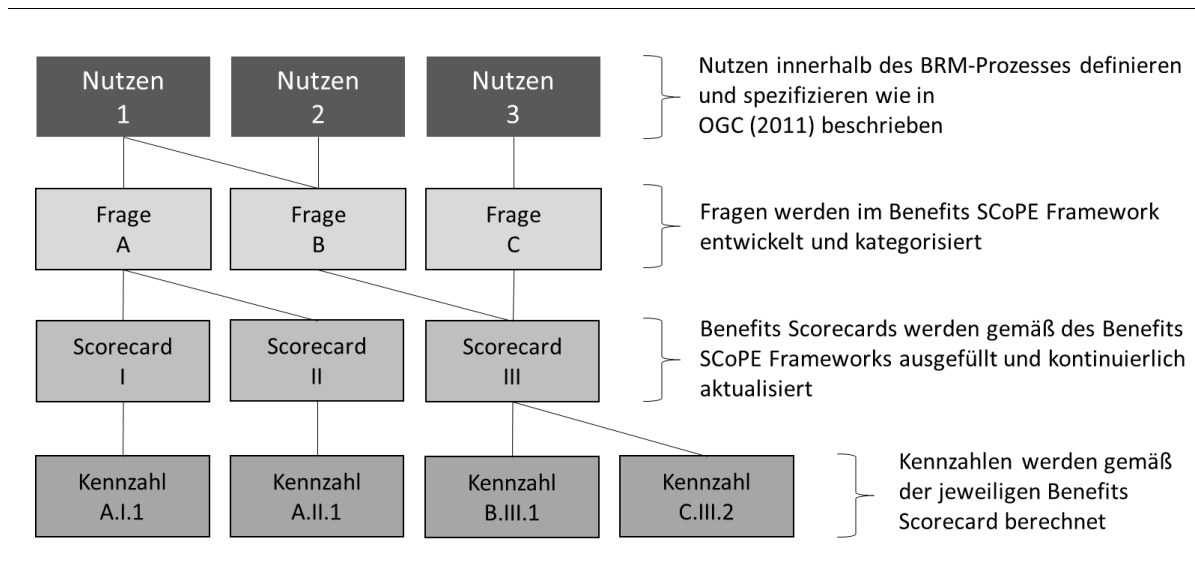 Nutzen
1
Nutzen
2
Nutzen
3
Nutzen innerhalb des BRM-Prozesses definieren
und spezifizieren wie in
OGC (2011) beschrieben
Frage
A
Frage
B
Frage
C
Fragen werden im Benefits SCoPE Framework
entwickelt und kategorisiert
Scorecard
I
Scorecard
II
Scorecard
III
Benefits Scorecards werden gemäß des Benefits
SCoPE Frameworks ausgefüllt und kontinuierlich
aktualisiert
Kennzahl
A.I.1
Kennzahl
A.II.1
Kennzahl
B.III.1
Kennzahl
C.III.2
Kennzahlen werden gemäß
der jeweiligen Benefits
Scorecard berechnet